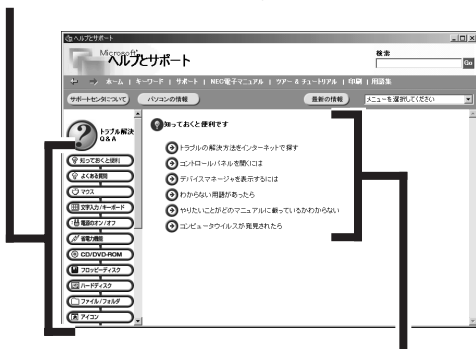 ヘルプとサポート
Microsoft
ヘルプとサポート
検索
Go
ホーム | キーワード | サポート | NEC電子マニュアル | ツアー & チュートリアル | 印刷 | 用語集
サポートセンタについて
パソコンの情報
最新の情報
メニューを選択してください
トラブル解決
Q&A
知っておくと便利
よくある質問
マウス
文字入力/キーボード
電源のオン/オフ
省電力機能
CD/DVD-ROM
フロッピーディスク
ハードディスク
ファイル/フォルダ
アイコン
知っておくと便利です
トラブルの解決方法をインターネットで探す
コントロールパネルを開くには
デバイスマネージャを表示するには
わからない用語があったら
やりたいことがどのマニュアルに載っているかわからない
コンピュータウイルスが発見されたら